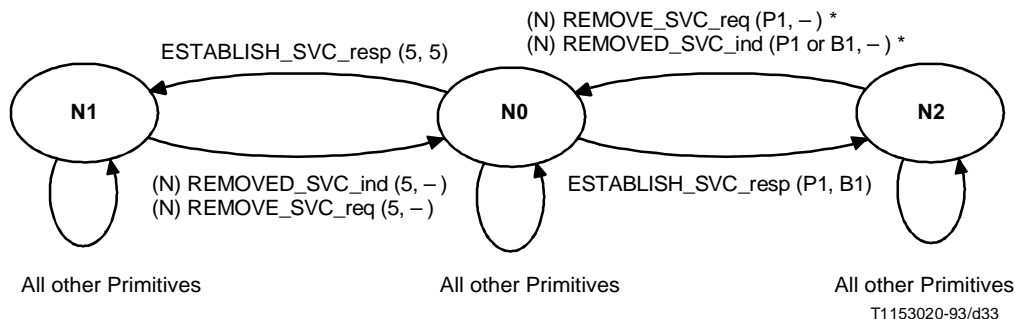 (N) REMOVE_SVC_req (P1, – ) *
(N) REMOVED_SVC_ind (P1 or B1, – ) *
ESTABLISH_SVC_resp (5, 5)
N1
N0
N2
(N) REMOVED_SVC_ind (5, – )
(N) REMOVE_SVC_req (5, – )
ESTABLISH_SVC_resp (P1, B1)
All other Primitives
All other Primitives
All other Primitives
T1153020-93/d33